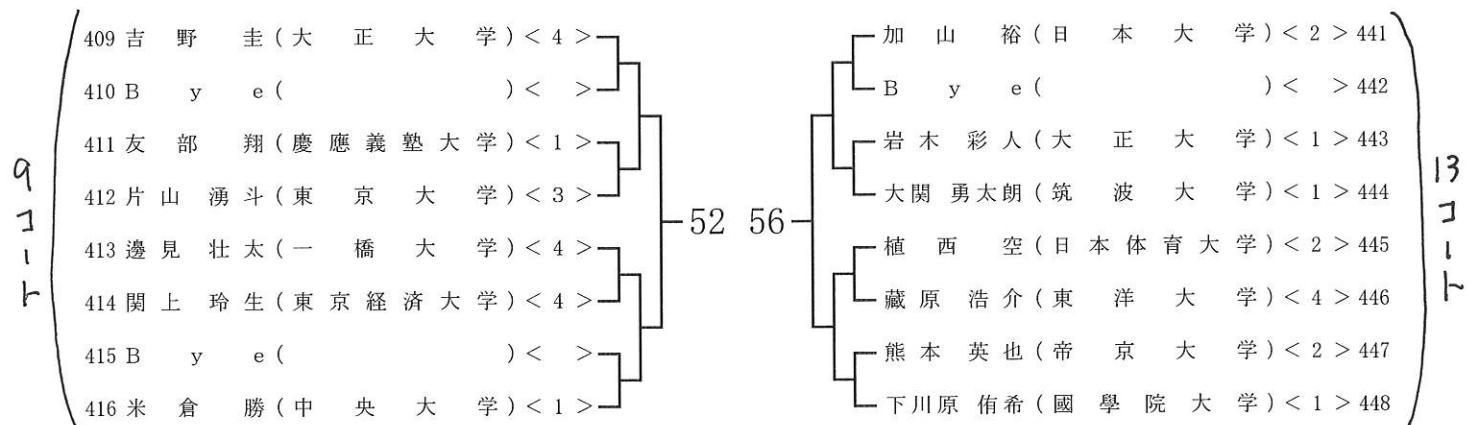 9コート
409 吉野 圭 (大正大学) < 4 >
410 Bye ( ) < >
411 友部 翔 (慶應義塾大学) < 1 >
412 片山 湧斗 (東京大学) < 3 >
413 邊見 壮太 (一橋大学) < 4 >
414 関上 玲生 (東京経済大学) < 4 >
415 Bye ( ) < >
416 米倉 勝 (中央大学) < 1 >
52
56
加山 裕 (日本大学) < 2 > 441
Bye ( ) < > 442
岩木 彩人 (大正大学) < 1 > 443
大関 勇太朗 (筑波大学) < 1 > 444
植西 空 (日本体育大学) < 2 > 445
藏原 浩介 (東洋大学) < 4 > 446
熊本 英也 (帝京大学) < 2 > 447
下川原 侑希 (國學院大学) < 1 > 448
13コート